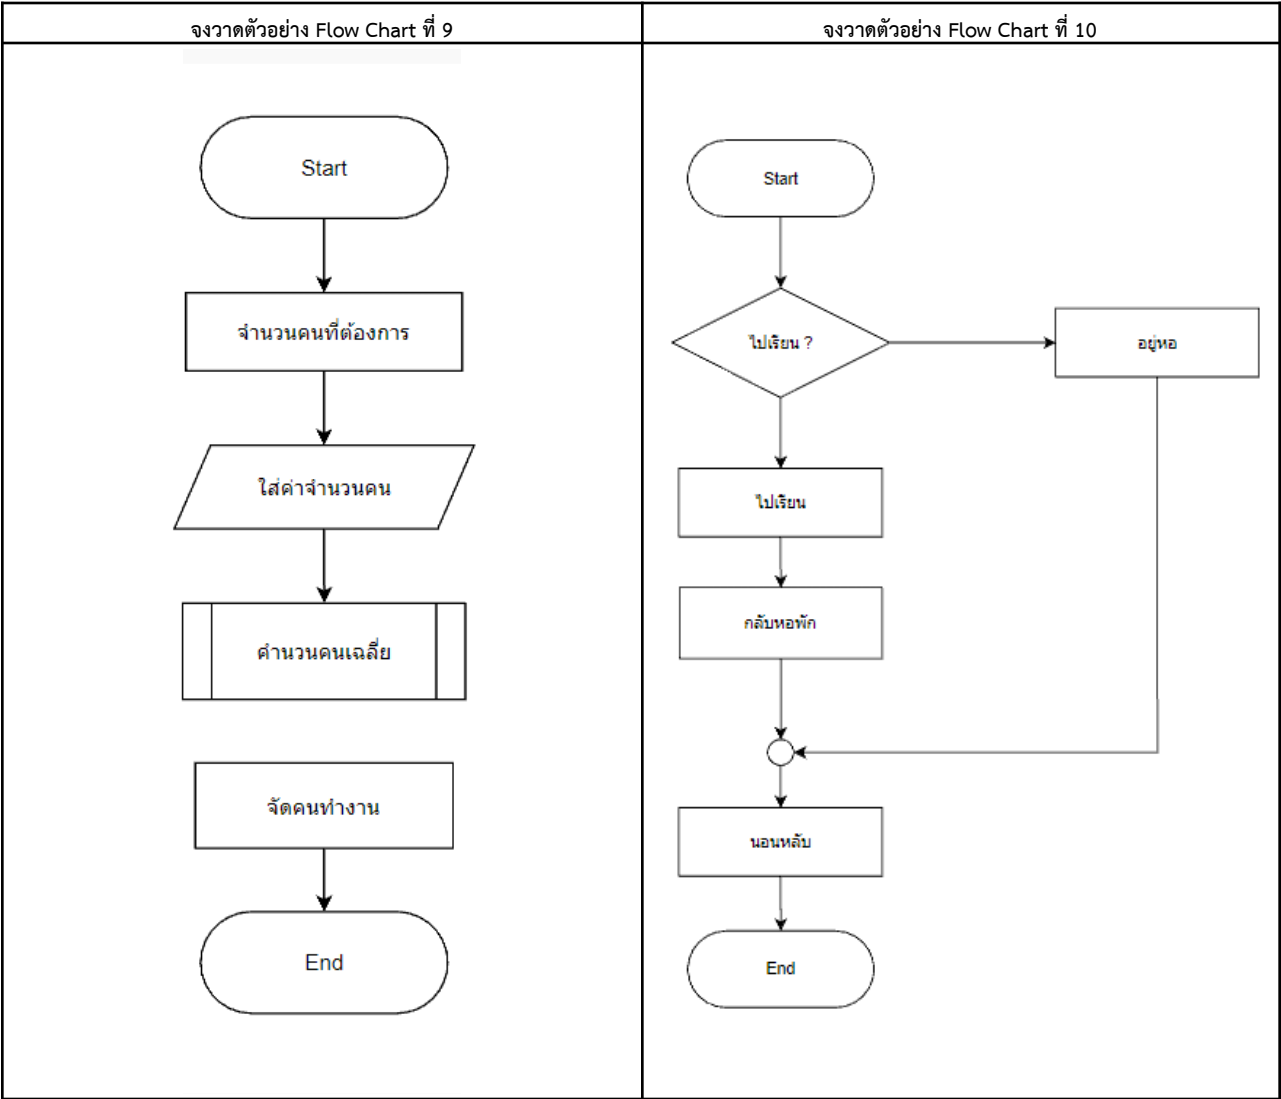 จงวาดตัวอย่าง Flow Chart ที่ 9
Start
จำนวนคนที่ต้องการ
ใส่ค่าจำนวนคน
คำนวนคนเฉลี่ย
จัดคนทำงาน
End
จงวาดตัวอย่าง Flow Chart ที่ 10
Start
ไปเรียน ?
อยู่หอ
ไปเรียน
กลับหอพัก
นอนหลับ
End